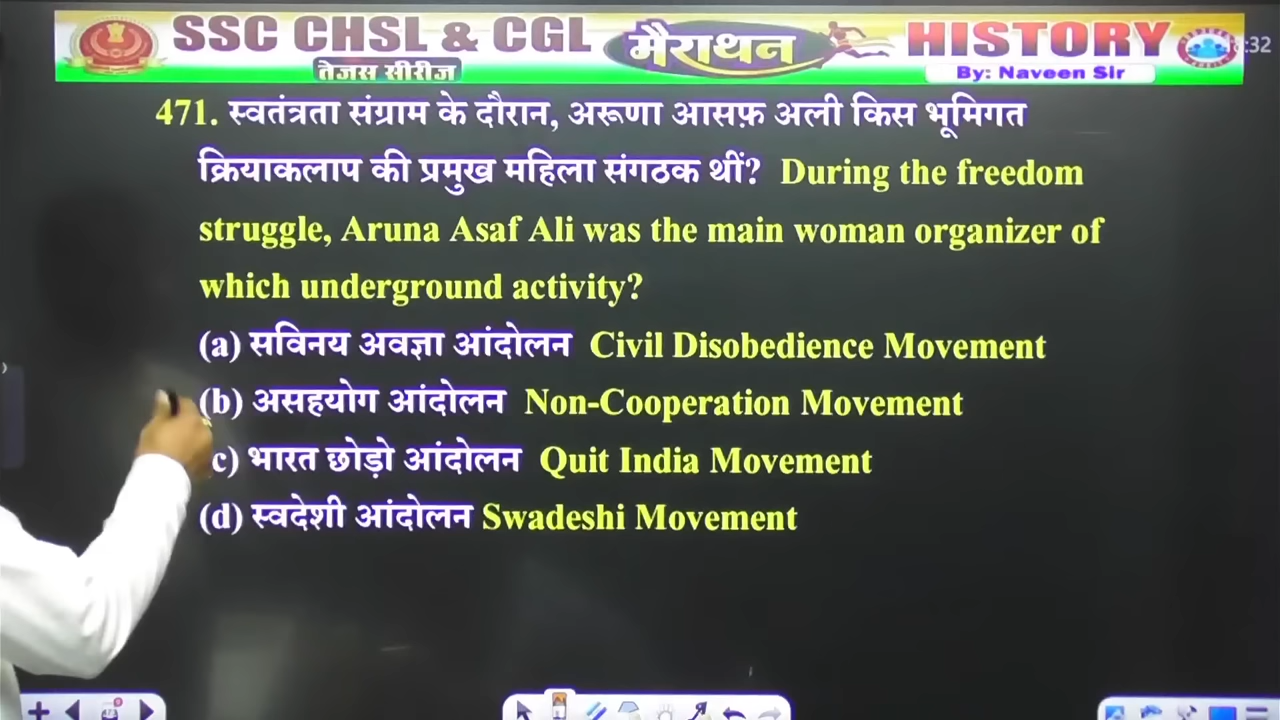 SSC CHSL & CGL मैराथन HISTORY
तेजस सीरीज
By: Naveen Sir
:32
471. स्वतंत्रता संग्राम के दौरान, अरूणा आसफ़ अली किस भूमिगत
क्रियाकलाप की प्रमुख महिला संगठक थीं? During the freedom
struggle, Aruna Asaf Ali was the main woman organizer of
which underground activity?
(a) सविनय अवज्ञा आंदोलन Civil Disobedience Movement
(b) असहयोग आंदोलन Non-Cooperation Movement
c) भारत छोड़ो आंदोलन Quit India Movement
(d) स्वदेशी आंदोलन Swadeshi Movement